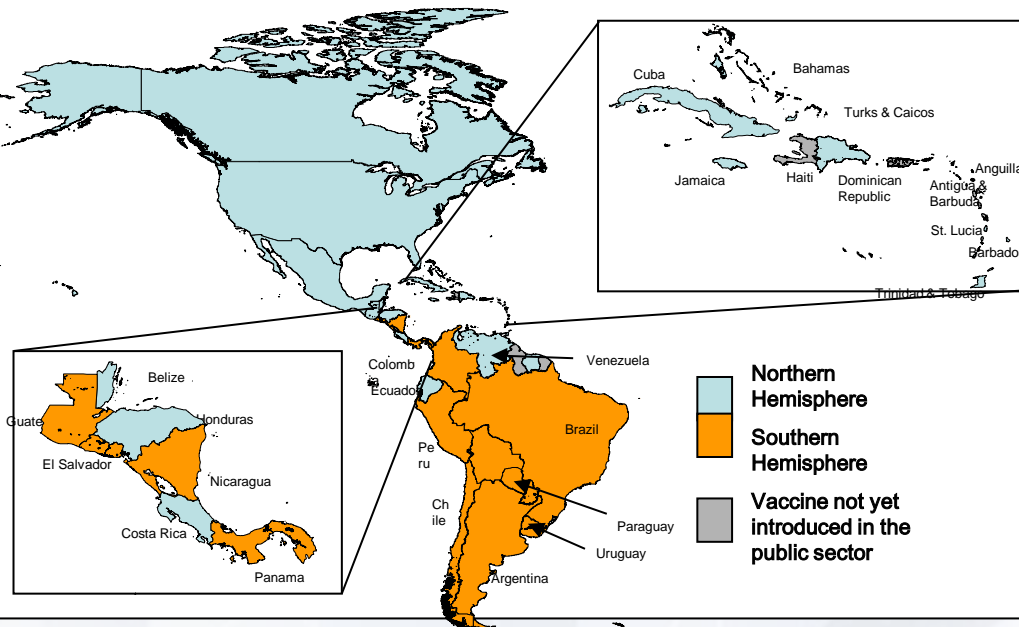 Cuba
Bahamas
Turks & Caicos
Jamaica
Haiti
Dominican
Republic
Anguilla
Antigua &
Barbuda
St. Lucia
Barbado
Trinidad & Tobago
Belize
Guate
Honduras
El Salvador
Nicaragua
Costa Rica
Panama
Colomb
Ecuador
Venezuela
Brazil
Pe
ru
Ch
ile
Paraguay
Uruguay
Argentina
Northern
Hemisphere
Southern
Hemisphere
Vaccine not yet
introduced in the
public sector